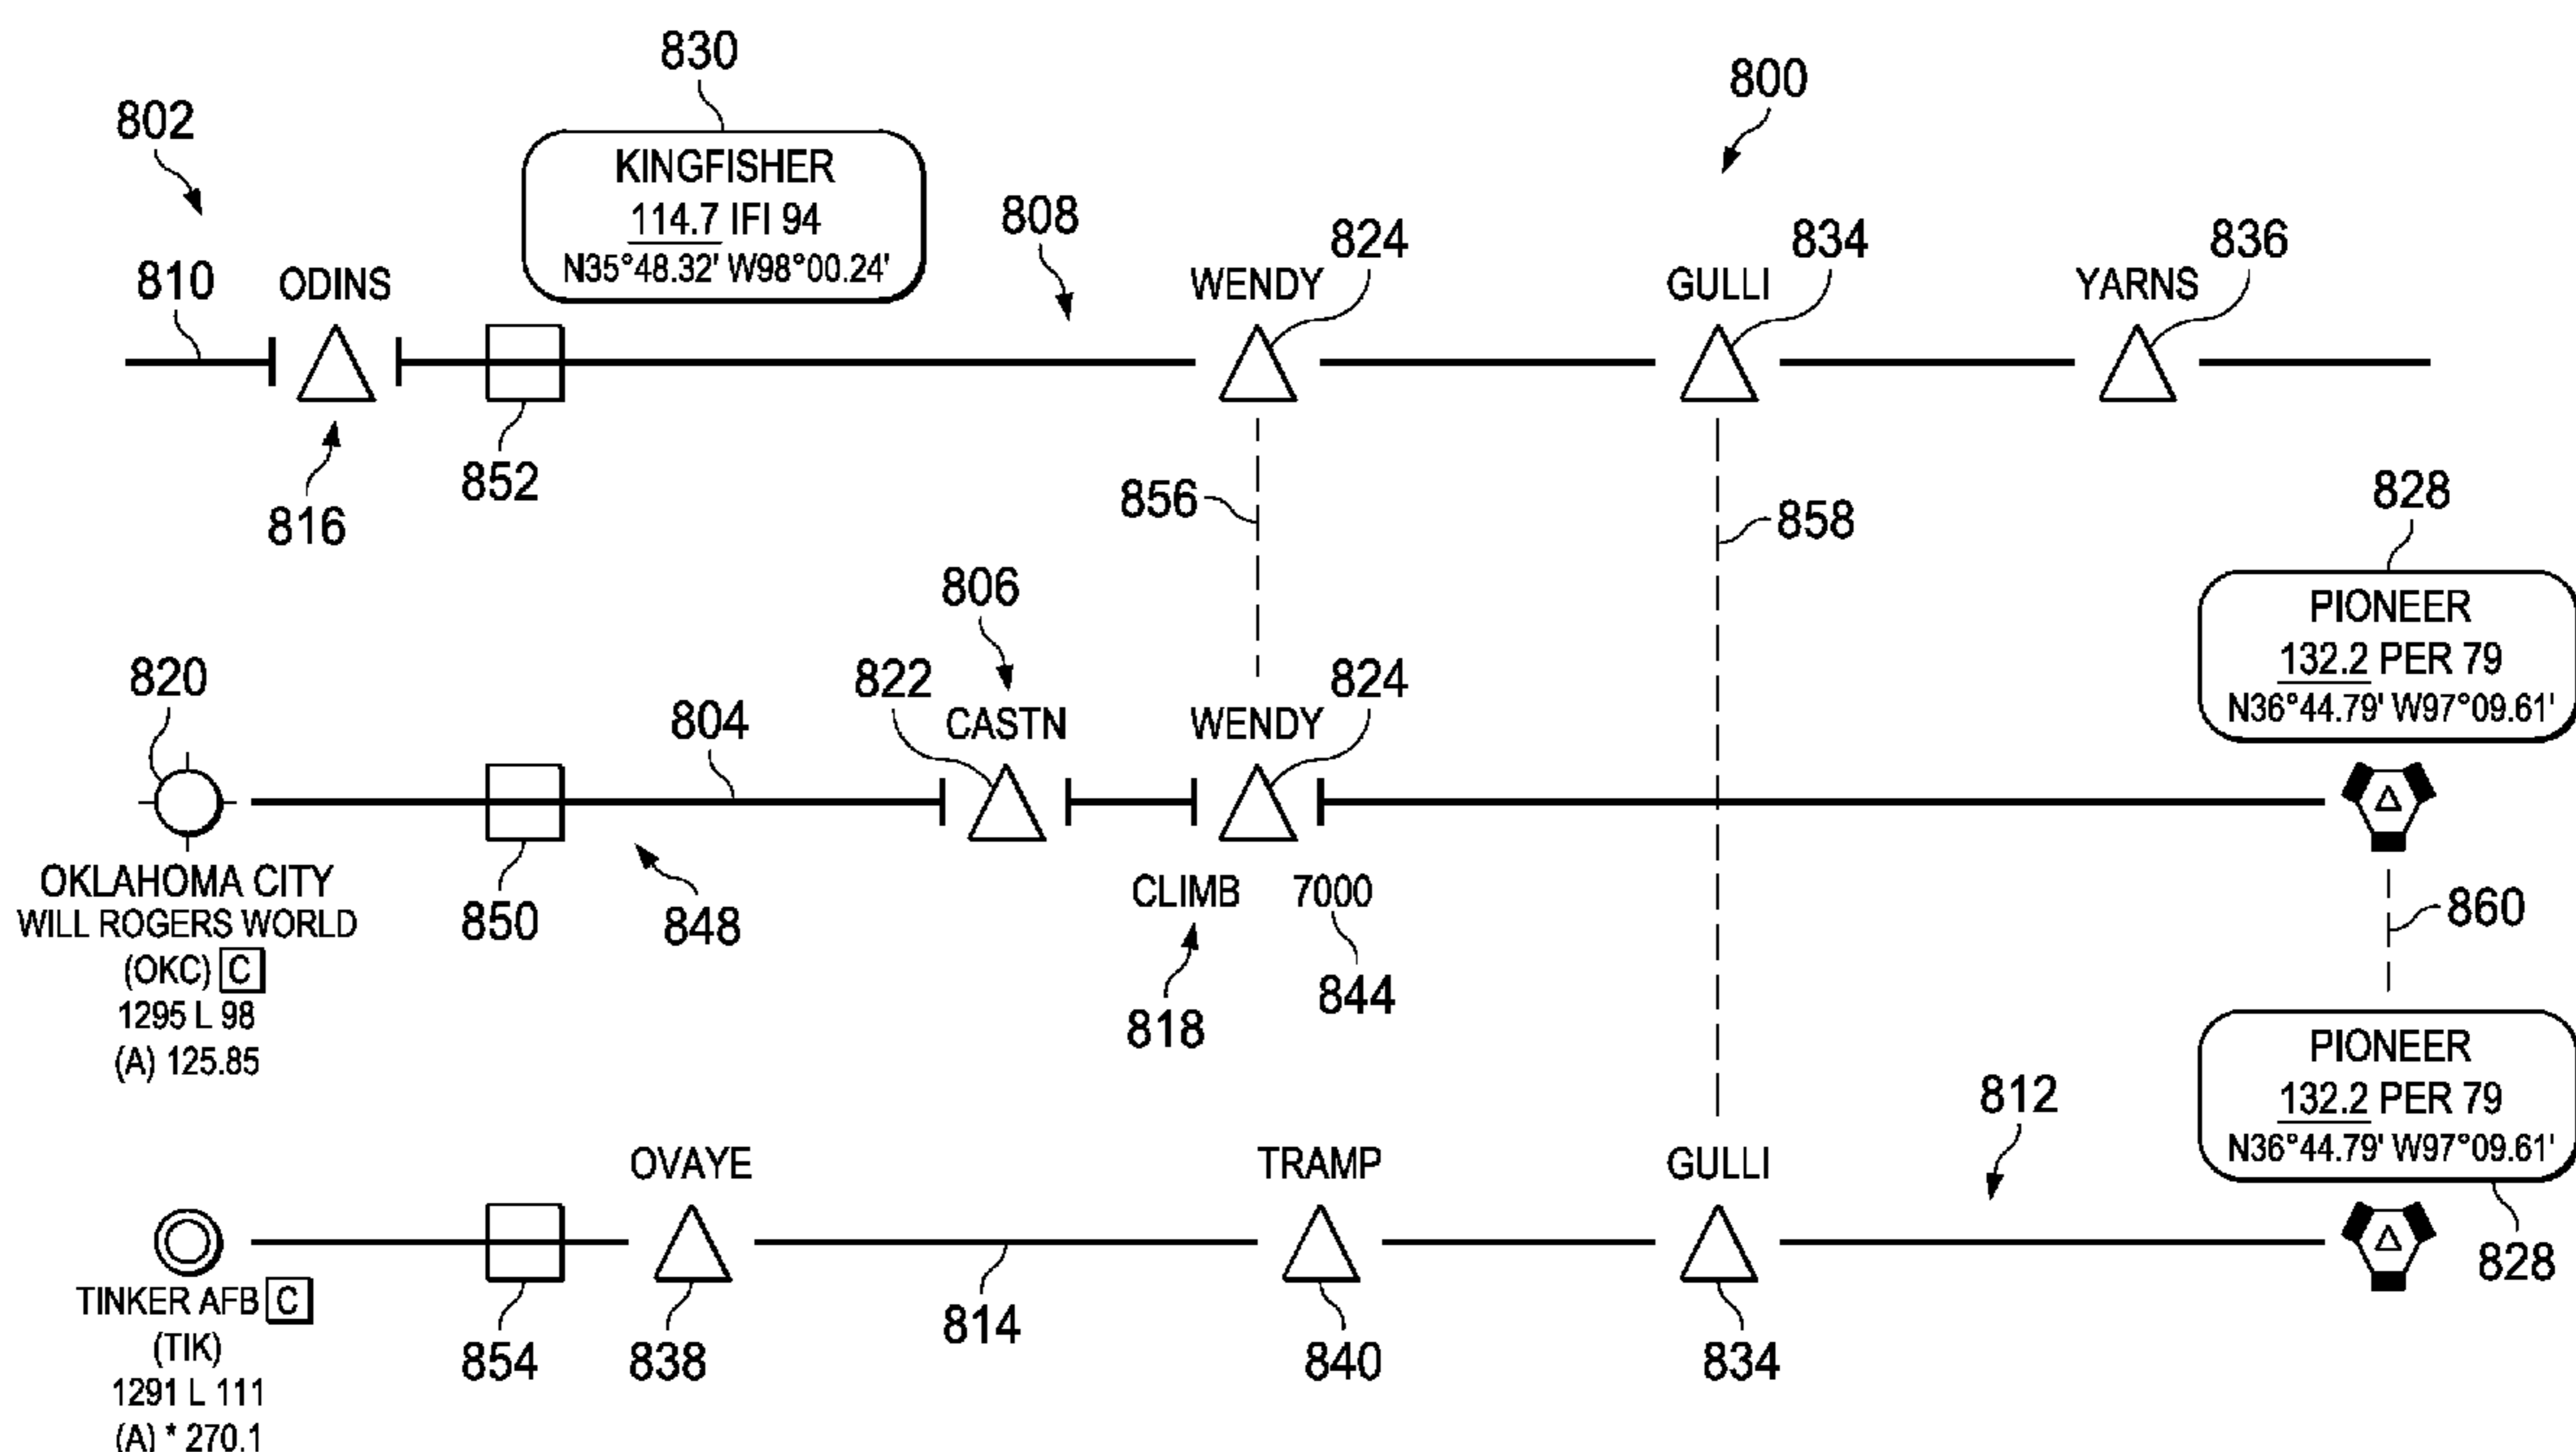 830
800
802
KINGFISHER
114.7 IFI 94
N35°48.32' W98°00.24'
808
824
834
836
810
ODINS
WENDY
GULLI
YARNS
852
816
856
858
828
806
PIONEER
132.2 PER 79
N36°44.79' W97°09.61'
820
804
822
CASTN
WENDY
824
OKLAHOMA CITY
WILL ROGERS WORLD
(OKC) C
1295 L 98
(A) 125.85
850
848
CLIMB 7000
818
844
860
PIONEER
132.2 PER 79
N36°44.79' W97°09.61'
812
OVAYE
TRAMP
GULLI
828
TINKER AFB C
(TIK)
1291 L 111
(A) * 270.1
854
838
814
840
834